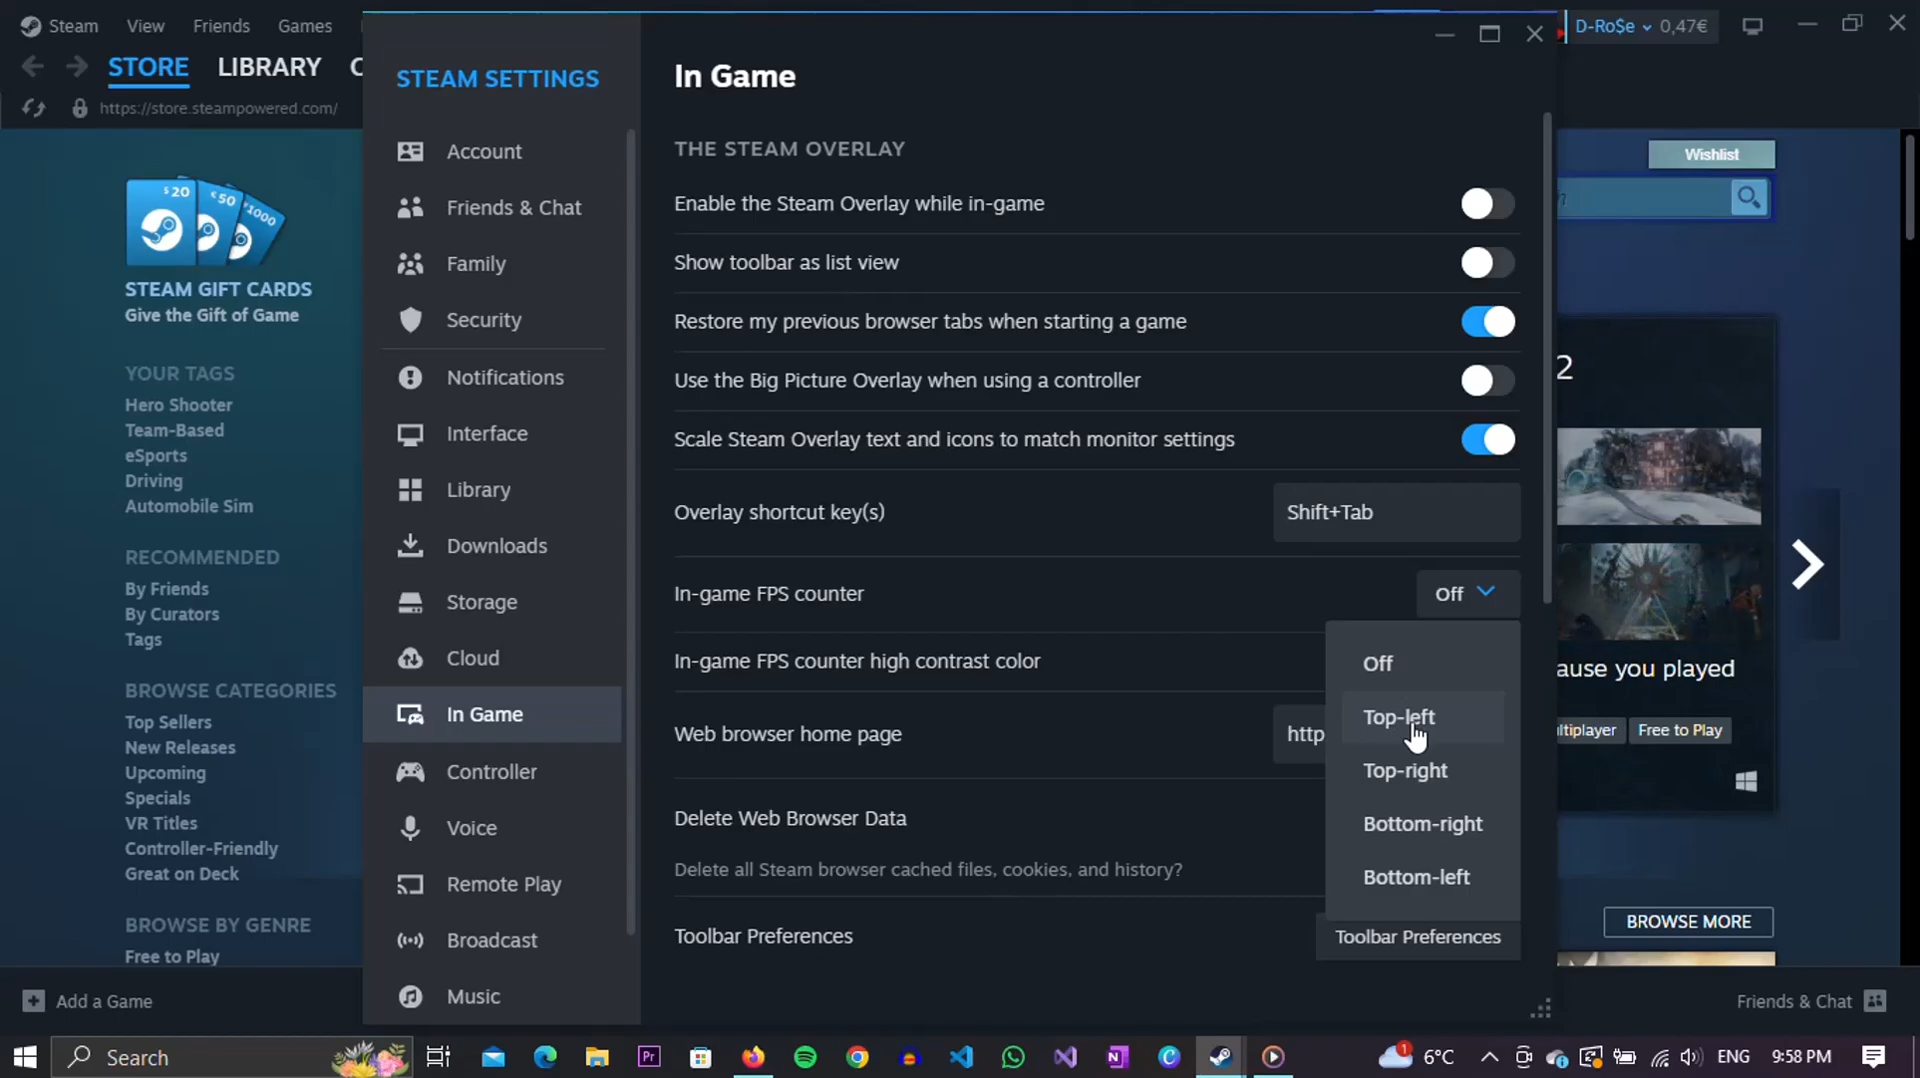 Steam View Friends Games
D-Ro$e 0,47€
STORE LIBRARY C
https://store.steampowered.com/
$20
€50
¥1000
STEAM GIFT CARDS
Give the Gift of Game
YOUR TAGS
Hero Shooter
Team-Based
eSports
Driving
Automobile Sim
RECOMMENDED
By Friends
By Curators
Tags
BROWSE CATEGORIES
Top Sellers
New Releases
Upcoming
Specials
VR Titles
Controller-Friendly
Great on Deck
BROWSE BY GENRE
Free to Play
Add a Game
STEAM SETTINGS
Account
Friends & Chat
Family
Security
Notifications
Interface
Library
Downloads
Storage
Cloud
In Game
Controller
Voice
Remote Play
Broadcast
Music
In Game
THE STEAM OVERLAY
Enable the Steam Overlay while in-game
Show toolbar as list view
Restore my previous browser tabs when starting a game
Use the Big Picture Overlay when using a controller
Scale Steam Overlay text and icons to match monitor settings
Overlay shortcut key(s) Shift+Tab
In-game FPS counter Off
In-game FPS counter high contrast color
Web browser home page http
Delete Web Browser Data
Delete all Steam browser cached files, cookies, and history?
Toolbar Preferences Toolbar Preferences
Off
Top-left
Top-right
Bottom-right
Bottom-left
Wishlist
2
ause you played
ltiplayer Free to Play
BROWSE MORE
Friends & Chat
Search
Pr
1
6°C
ENG 9:58 PM